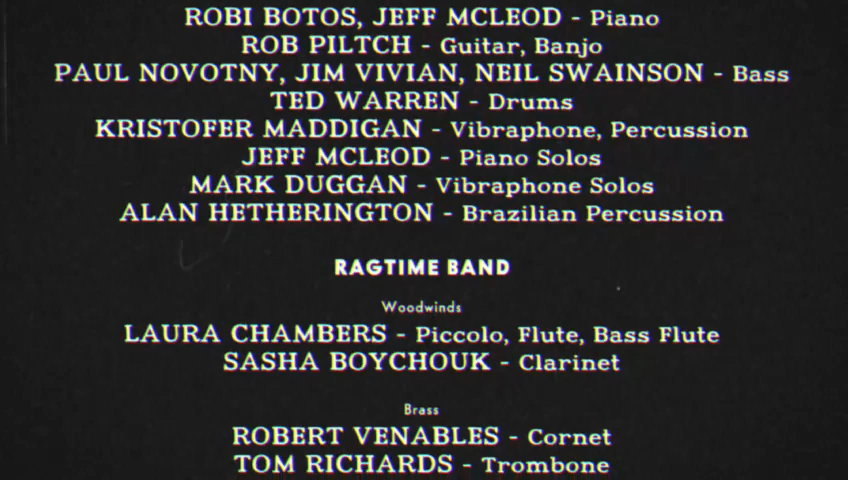 ROBI BOTOS, JEFF MCLEOD - Piano
ROB PILTCH - Guitar, Banjo
PAUL NOVOTNY, JIM VIVIAN, NEIL SWAINSON - Bass
TED WARREN - Drums
KRISTOFER MADDIGAN - Vibraphone, Percussion
JEFF MCLEOD - Piano Solos
MARK DUGGAN - Vibraphone Solos
ALAN HETHERINGTON - Brazilian Percussion
RAGTIME BAND
Woodwinds
LAURA CHAMBERS - Piccolo, Flute, Bass Flute
SASHA BOYCHOUK - Clarinet
Brass
ROBERT VENABLES - Cornet
TOM RICHARDS - Trombone